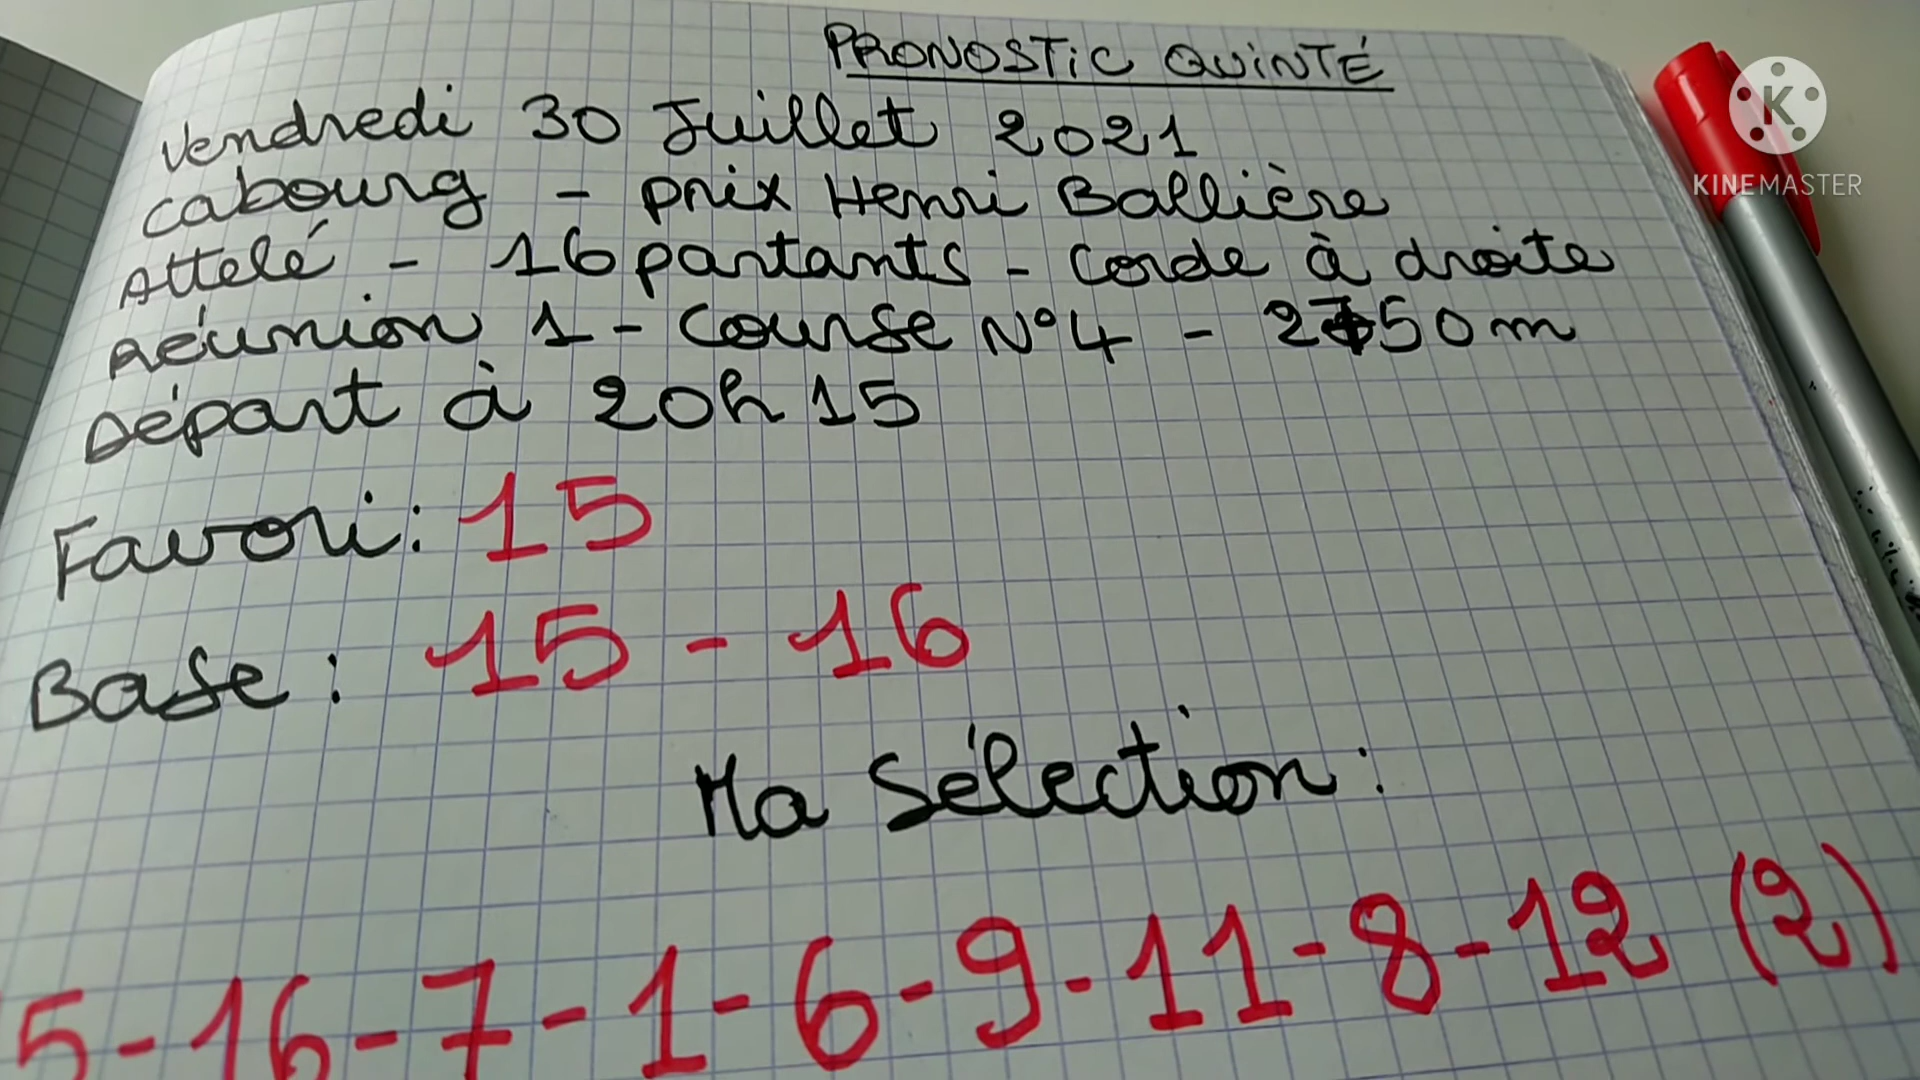 PRONOSTIC QUINTÉ
Vendredi 30 Juillet 2021
Cabourg - prix Henri Ballière
Attelé - 16 partants - corde à droite
Réunion 1 - Course N°4 - 2750m
Départ à 20h15
Favori : 15
Base : 15 - 16
Ma Sélection :
5-16-7-1-6-9-11-8-12 (2)
K
KINEMASTER